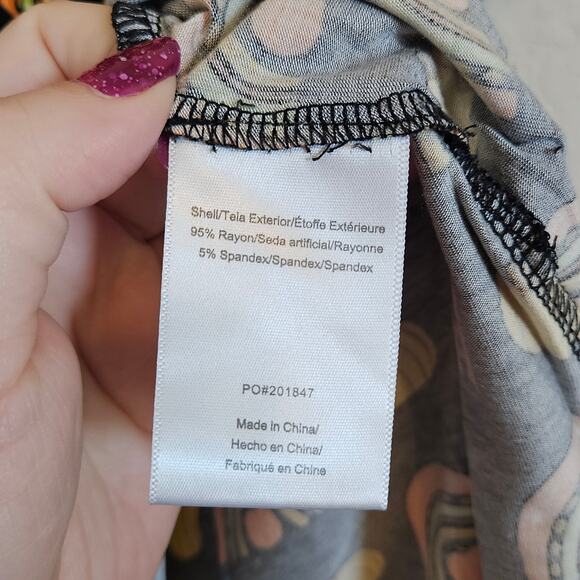 Shell/Tela Exterior/Étoffe Extérieure
95% Rayon/Seda artificial/Rayonne
5% Spandex/Spandex/Spandex
PO#201847
Made in China/
Hecho en China/
Fabriqué en Chine